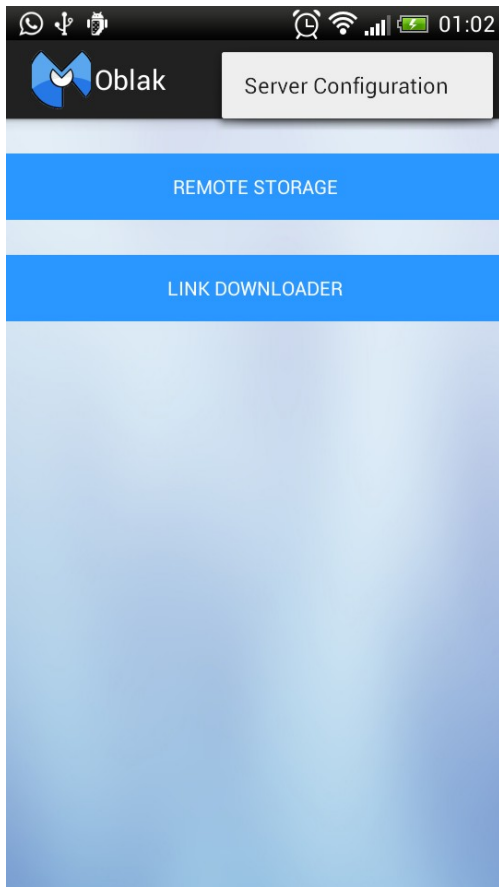 01:02
Oblak
Server Configuration
REMOTE STORAGE
LINK DOWNLOADER